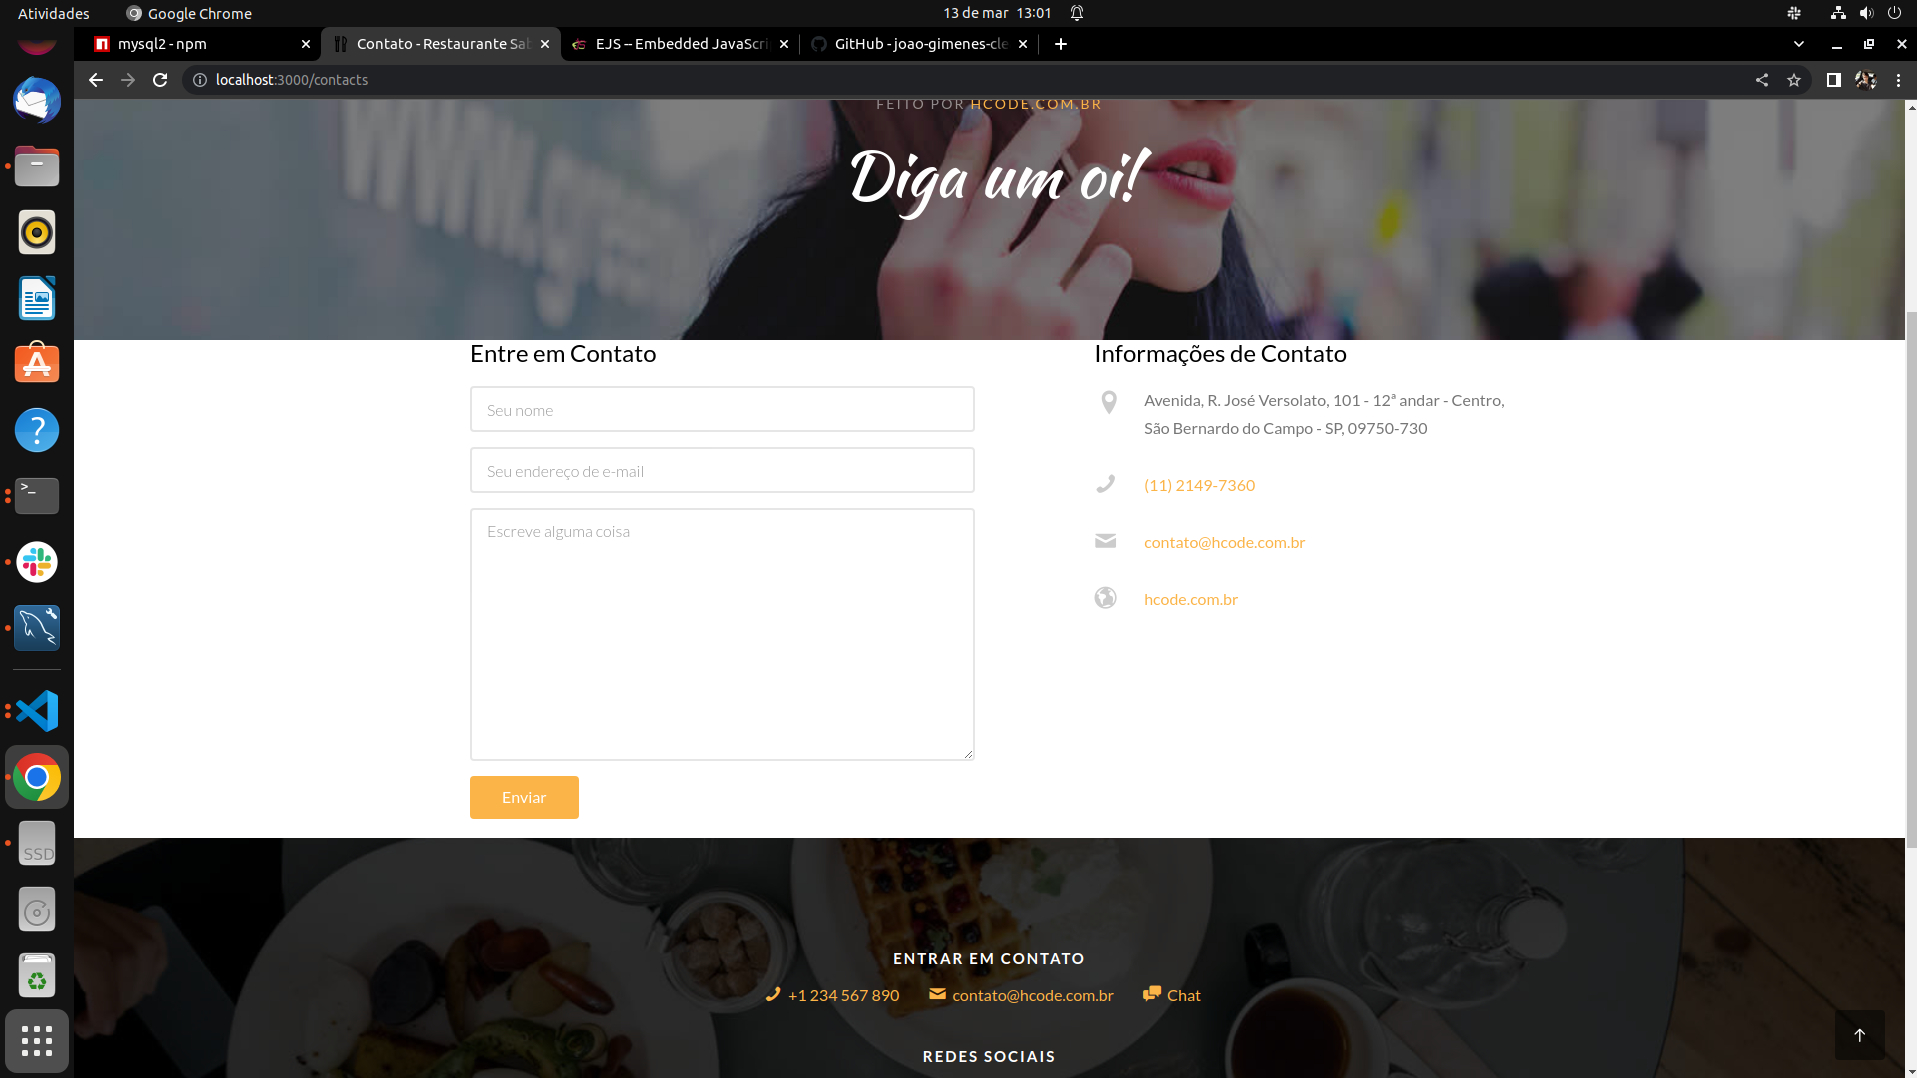 Atividades
Google Chrome
13 de mar 13:01
mysql2 - npm
Contato - Restaurante Sab
EJS -- Embedded JavaScri
GitHub - joao-gimenes-cle
localhost:3000/contacts
FEITO POR HCODE.COM.BR
Diga um oi!
Entre em Contato
Seu nome
Seu endereço de e-mail
Escreve alguma coisa
Enviar
Informações de Contato
Avenida, R. José Versolato, 101 - 12ª andar - Centro,
São Bernardo do Campo - SP, 09750-730
(11) 2149-7360
contato@hcode.com.br
hcode.com.br
SSD
ENTRAR EM CONTATO
+1 234 567 890
contato@hcode.com.br
Chat
REDES SOCIAIS